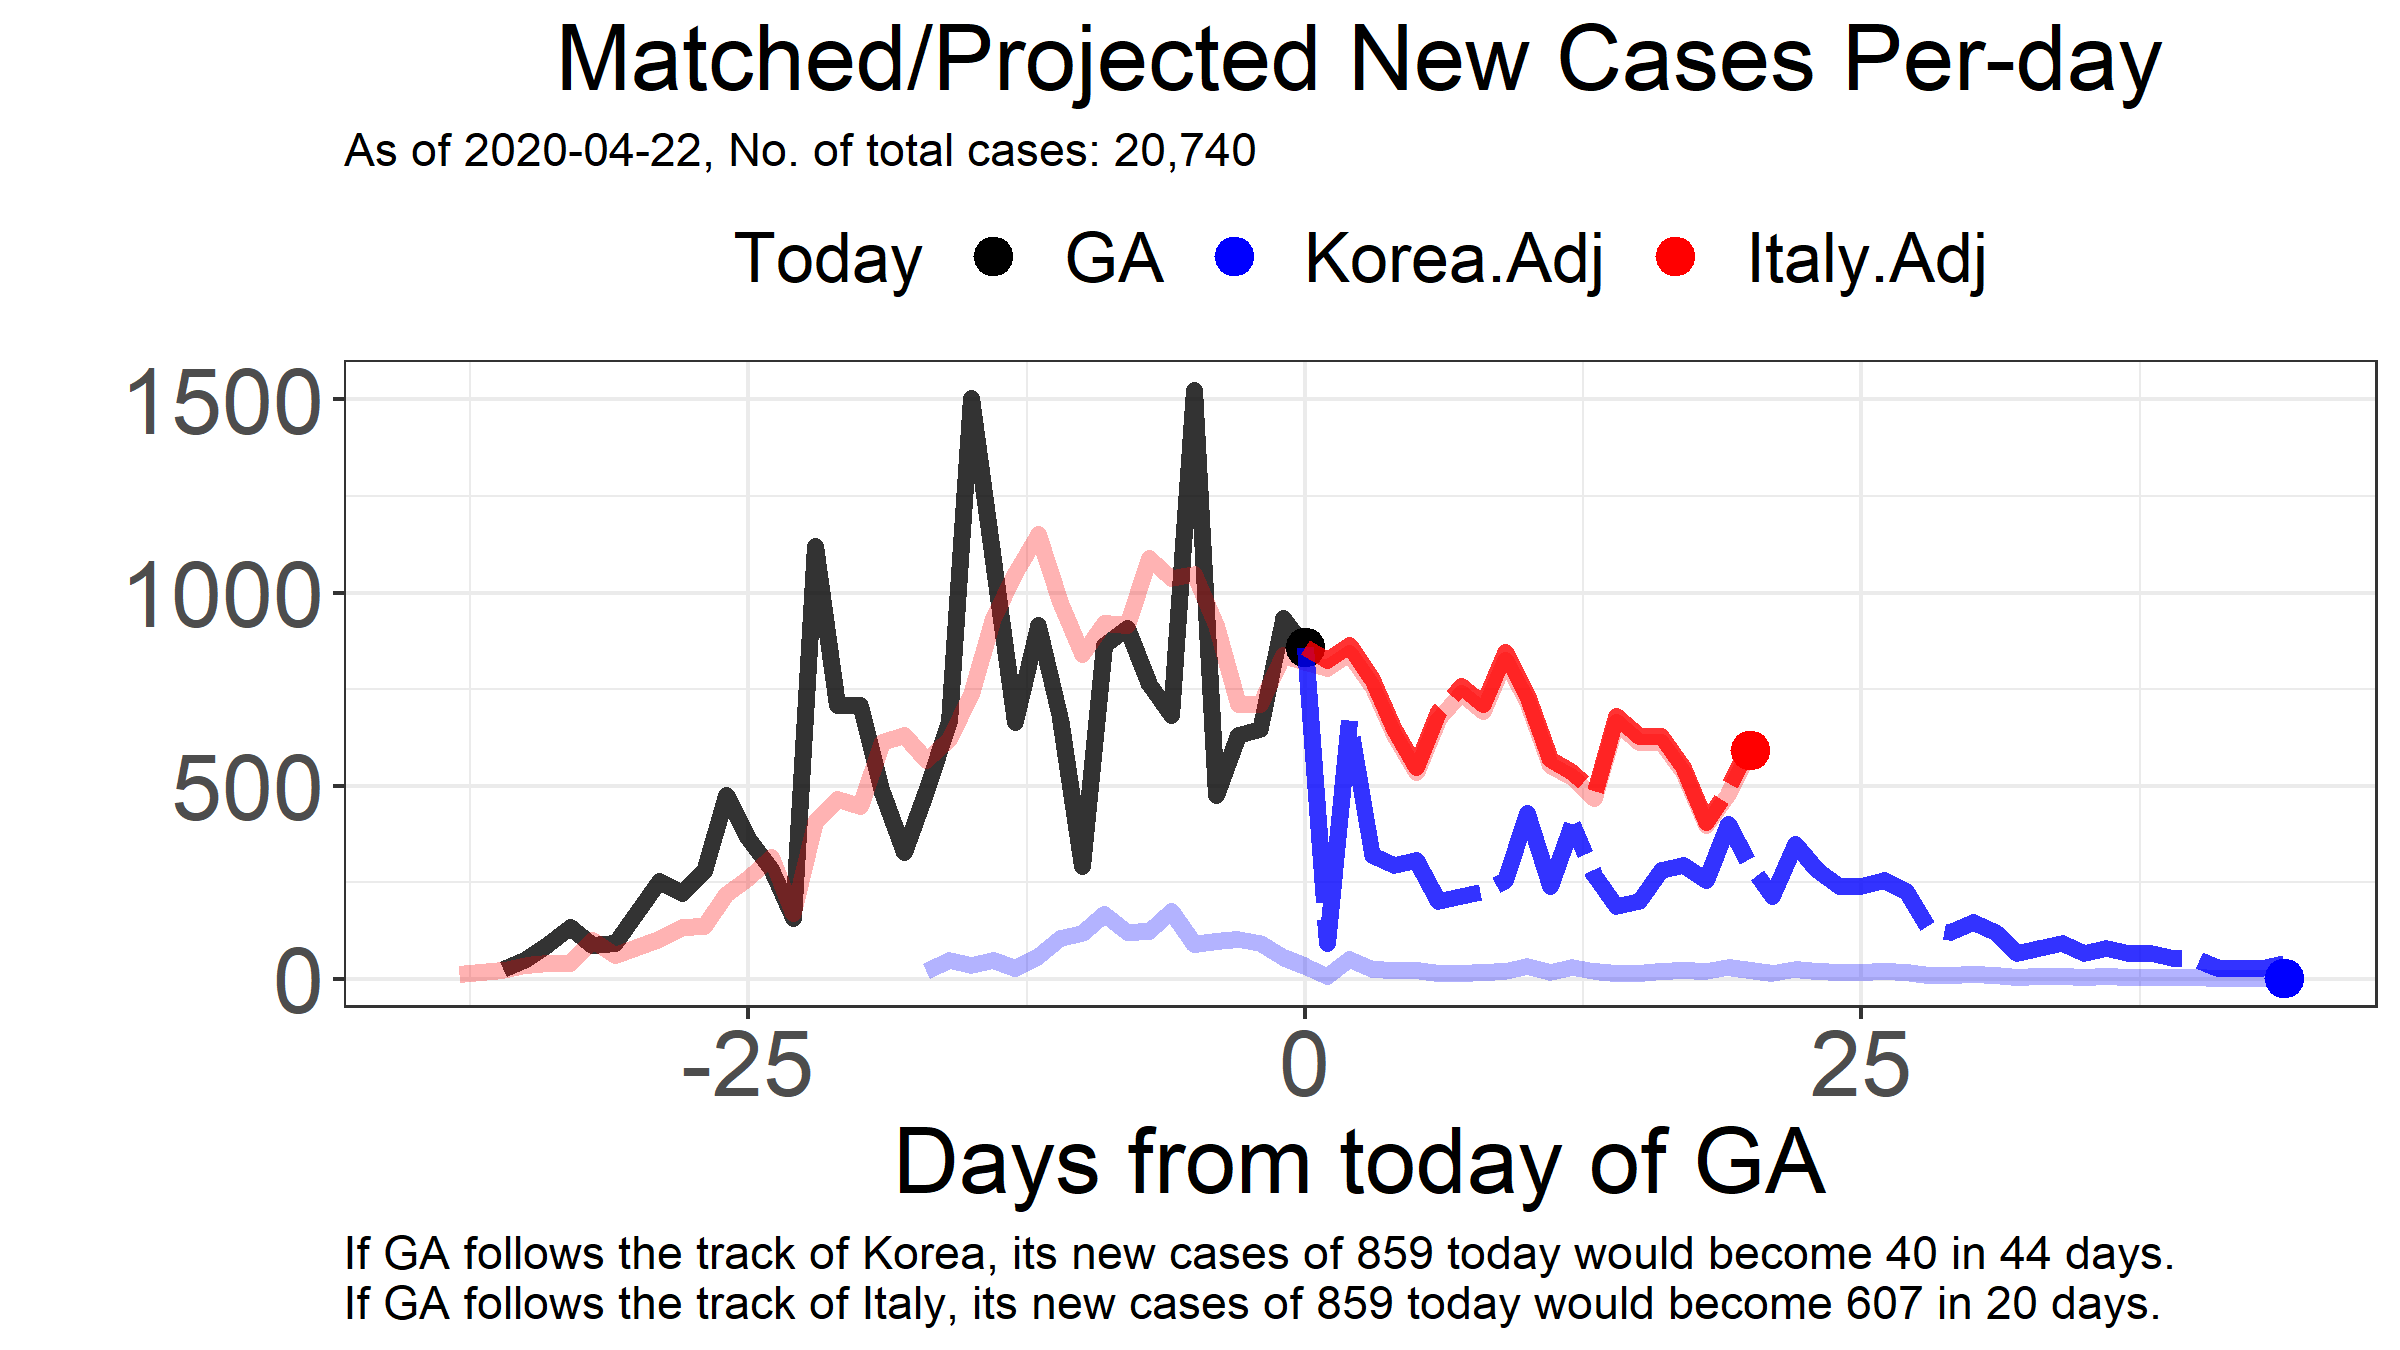 Matched/Projected New Cases Per-day
As of 2020-04-22, No. of total cases: 20,740
Today GA Korea.Adj Italy.Adj
1500
1000
500
0
-25 0 25
Days from today of GA
If GA follows the track of Korea, its new cases of 859 today would become 40 in 44 days.
If GA follows the track of Italy, its new cases of 859 today would become 607 in 20 days.